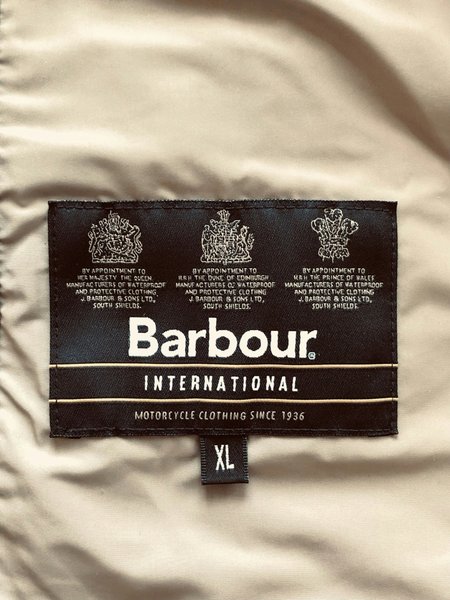 BY APPOINTMENT TO
HER MAJESTY THE QUEEN
MANUFACTURERS OF WATERPROOF
AND PROTECTIVE CLOTHING
J. BARBOUR & SONS LTD,
SOUTH SHIELDS.
BY APPOINTMENT TO
H.R.H THE DUKE OF EDINBURGH
MANUFACTURERS OF WATERPROOF
AND PROTECTIVE CLOTHING
J. BARBOUR & SONS LTD,
SOUTH SHIELDS.
BY APPOINTMENT TO
H.R.H THE PRINCE OF WALES
MANUFACTURERS OF WATERPROOF
AND PROTECTIVE CLOTHING
J. BARBOUR & SONS LTD,
SOUTH SHIELDS.
Barbour®
INTERNATIONAL
MOTORCYCLE CLOTHING SINCE 1936
XL